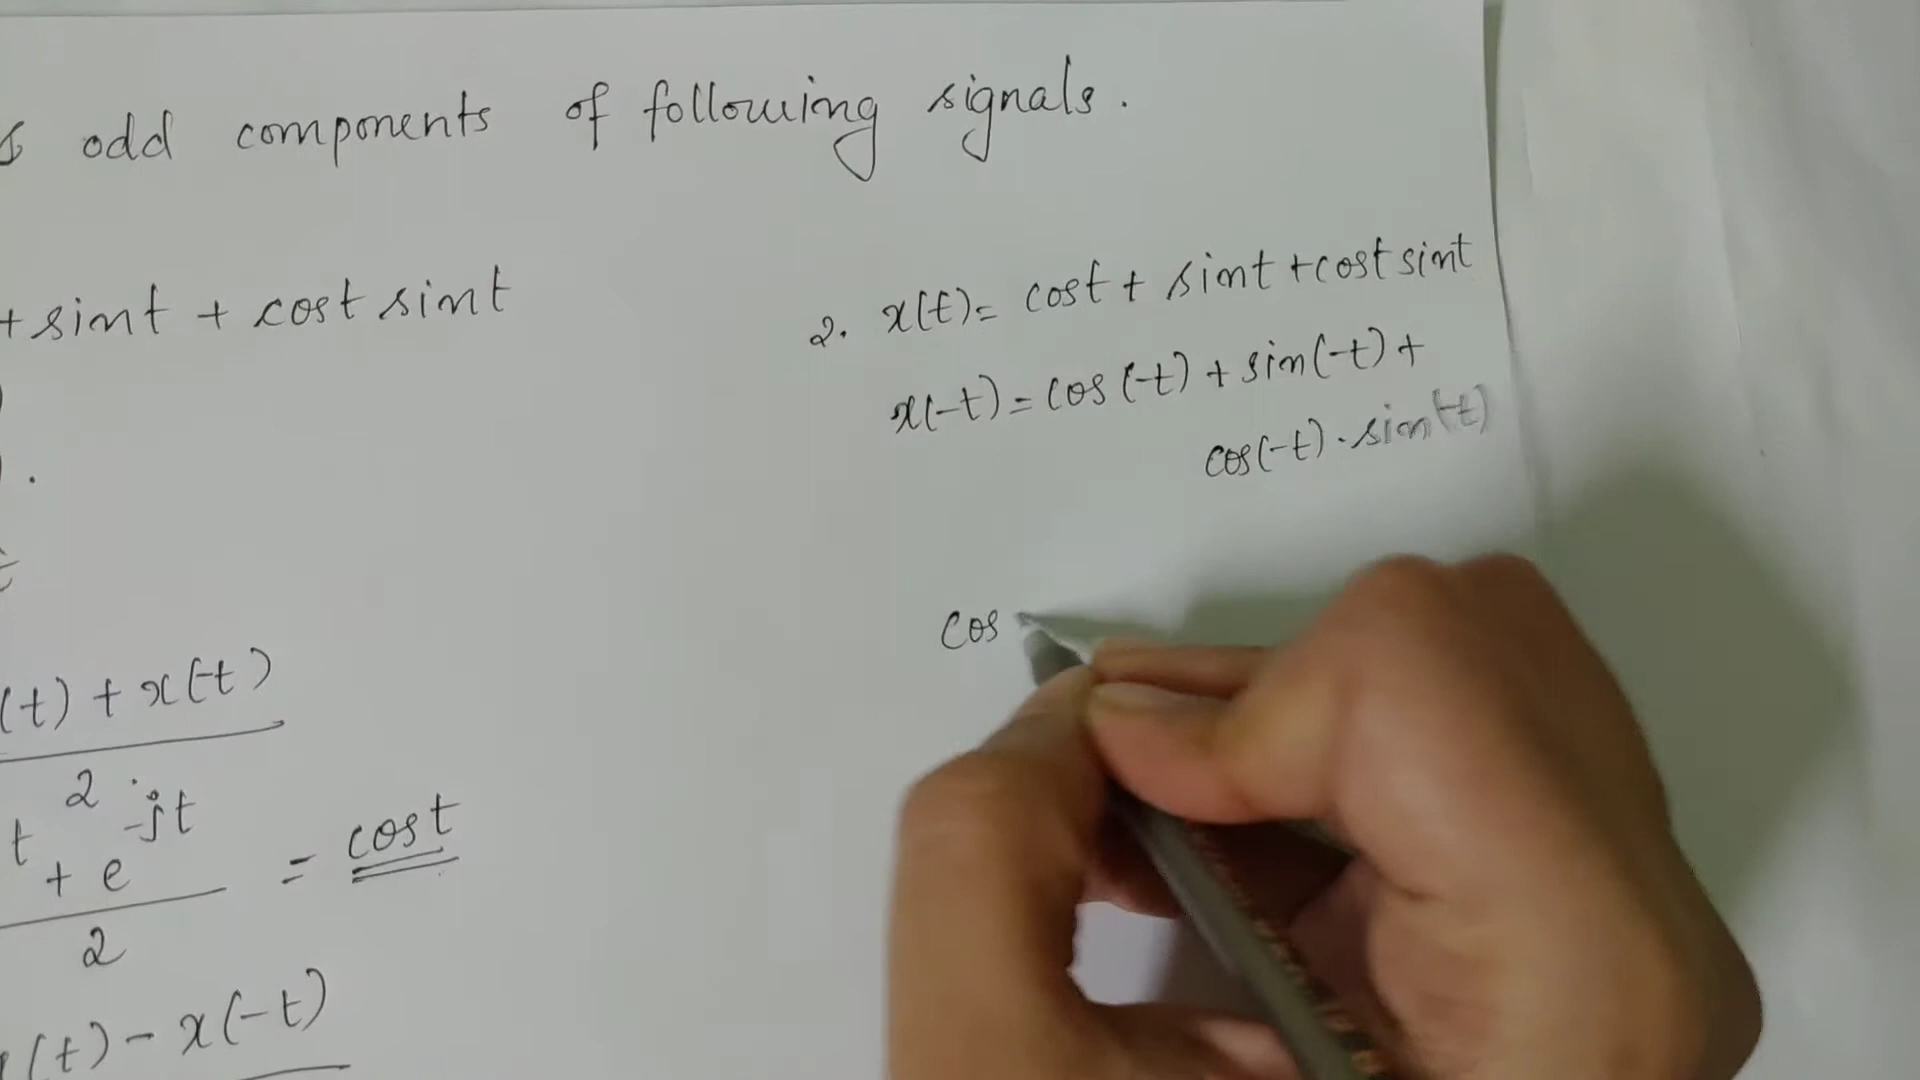 odd components of following signals.
+ sint + cost sint
2. x(t)= cost + sint + cost sint
x(-t) = cos(-t) + sin(-t) +
cos(-t) . sin(-t)
.
cos
(t) + x(-t)
2
t + e^-jt
= cost
2
(t) - x(-t)